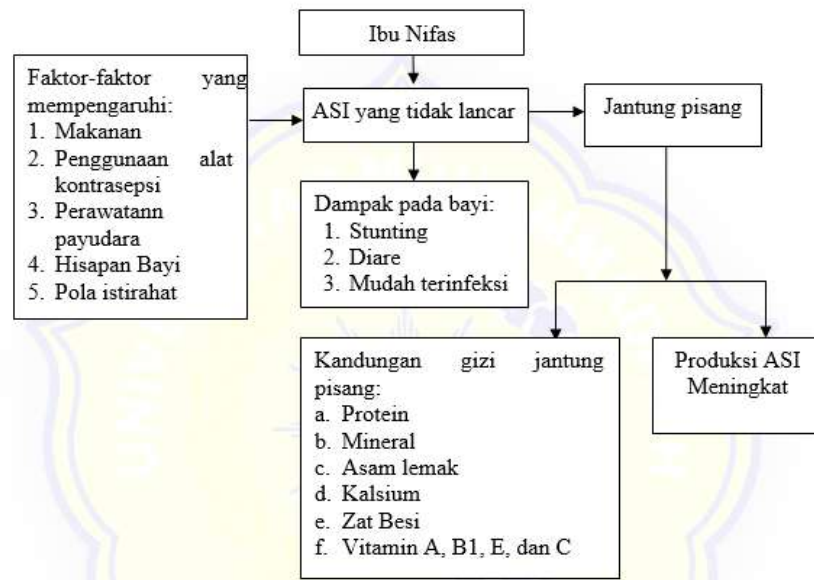 Ibu Nifas
Faktor-faktor yang
mempengaruhi:
1. Makanan
2. Penggunaan alat
kontrasepsi
3. Perawatann
payudara
4. Hisapan Bayi
5. Pola istirahat
ASI yang tidak lancar
Jantung pisang
Dampak pada bayi:
1. Stunting
2. Diare
3. Mudah terinfeksi
Kandungan gizi jantung
pisang:
a. Protein
b. Mineral
c. Asam lemak
d. Kalsium
e. Zat Besi
f. Vitamin A, B1, E, dan C
Produksi ASI
Meningkat